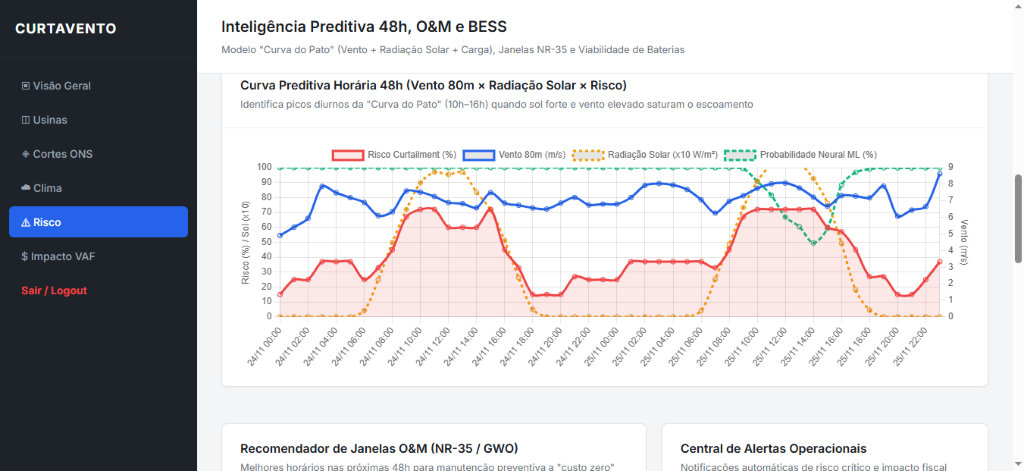 CURTAVENTO
Visão Geral
Usinas
Cortes ONS
Clima
Risco
$ Impacto VAF
Sair / Logout
Inteligência Preditiva 48h, O&M e BESS
Modelo "Curva do Pato" (Vento + Radiação Solar + Carga), Janelas NR-35 e Viabilidade de Baterias
Curva Preditiva Horária 48h (Vento 80m × Radiação Solar × Risco)
Identifica picos diurnos da "Curva do Pato" (10h–16h) quando sol forte e vento elevado saturam o escoamento
Risco Curtailment (%) Vento 80m (m/s) Radiação Solar (x10 W/m²) Probabilidade Neural ML (%)
Risco (%) / Sol (x10)
100
90
80
70
60
50
40
30
20
10
0
9
8
7
6
5
4
3
2
1
0
Vento (m/s)
24/11 00:00
24/11 02:00
24/11 04:00
24/11 06:00
24/11 08:00
24/11 10:00
24/11 12:00
24/11 14:00
24/11 16:00
24/11 18:00
24/11 20:00
24/11 22:00
25/11 00:00
25/11 02:00
25/11 04:00
25/11 06:00
25/11 08:00
25/11 10:00
25/11 12:00
25/11 14:00
25/11 16:00
25/11 18:00
25/11 20:00
25/11 22:00
Recomendador de Janelas O&M (NR-35 / GWO)
Melhores horários nas próximas 48h para manutenção preventiva a "custo zero"
Central de Alertas Operacionais
Notificações automáticas de risco crítico e impacto fiscal